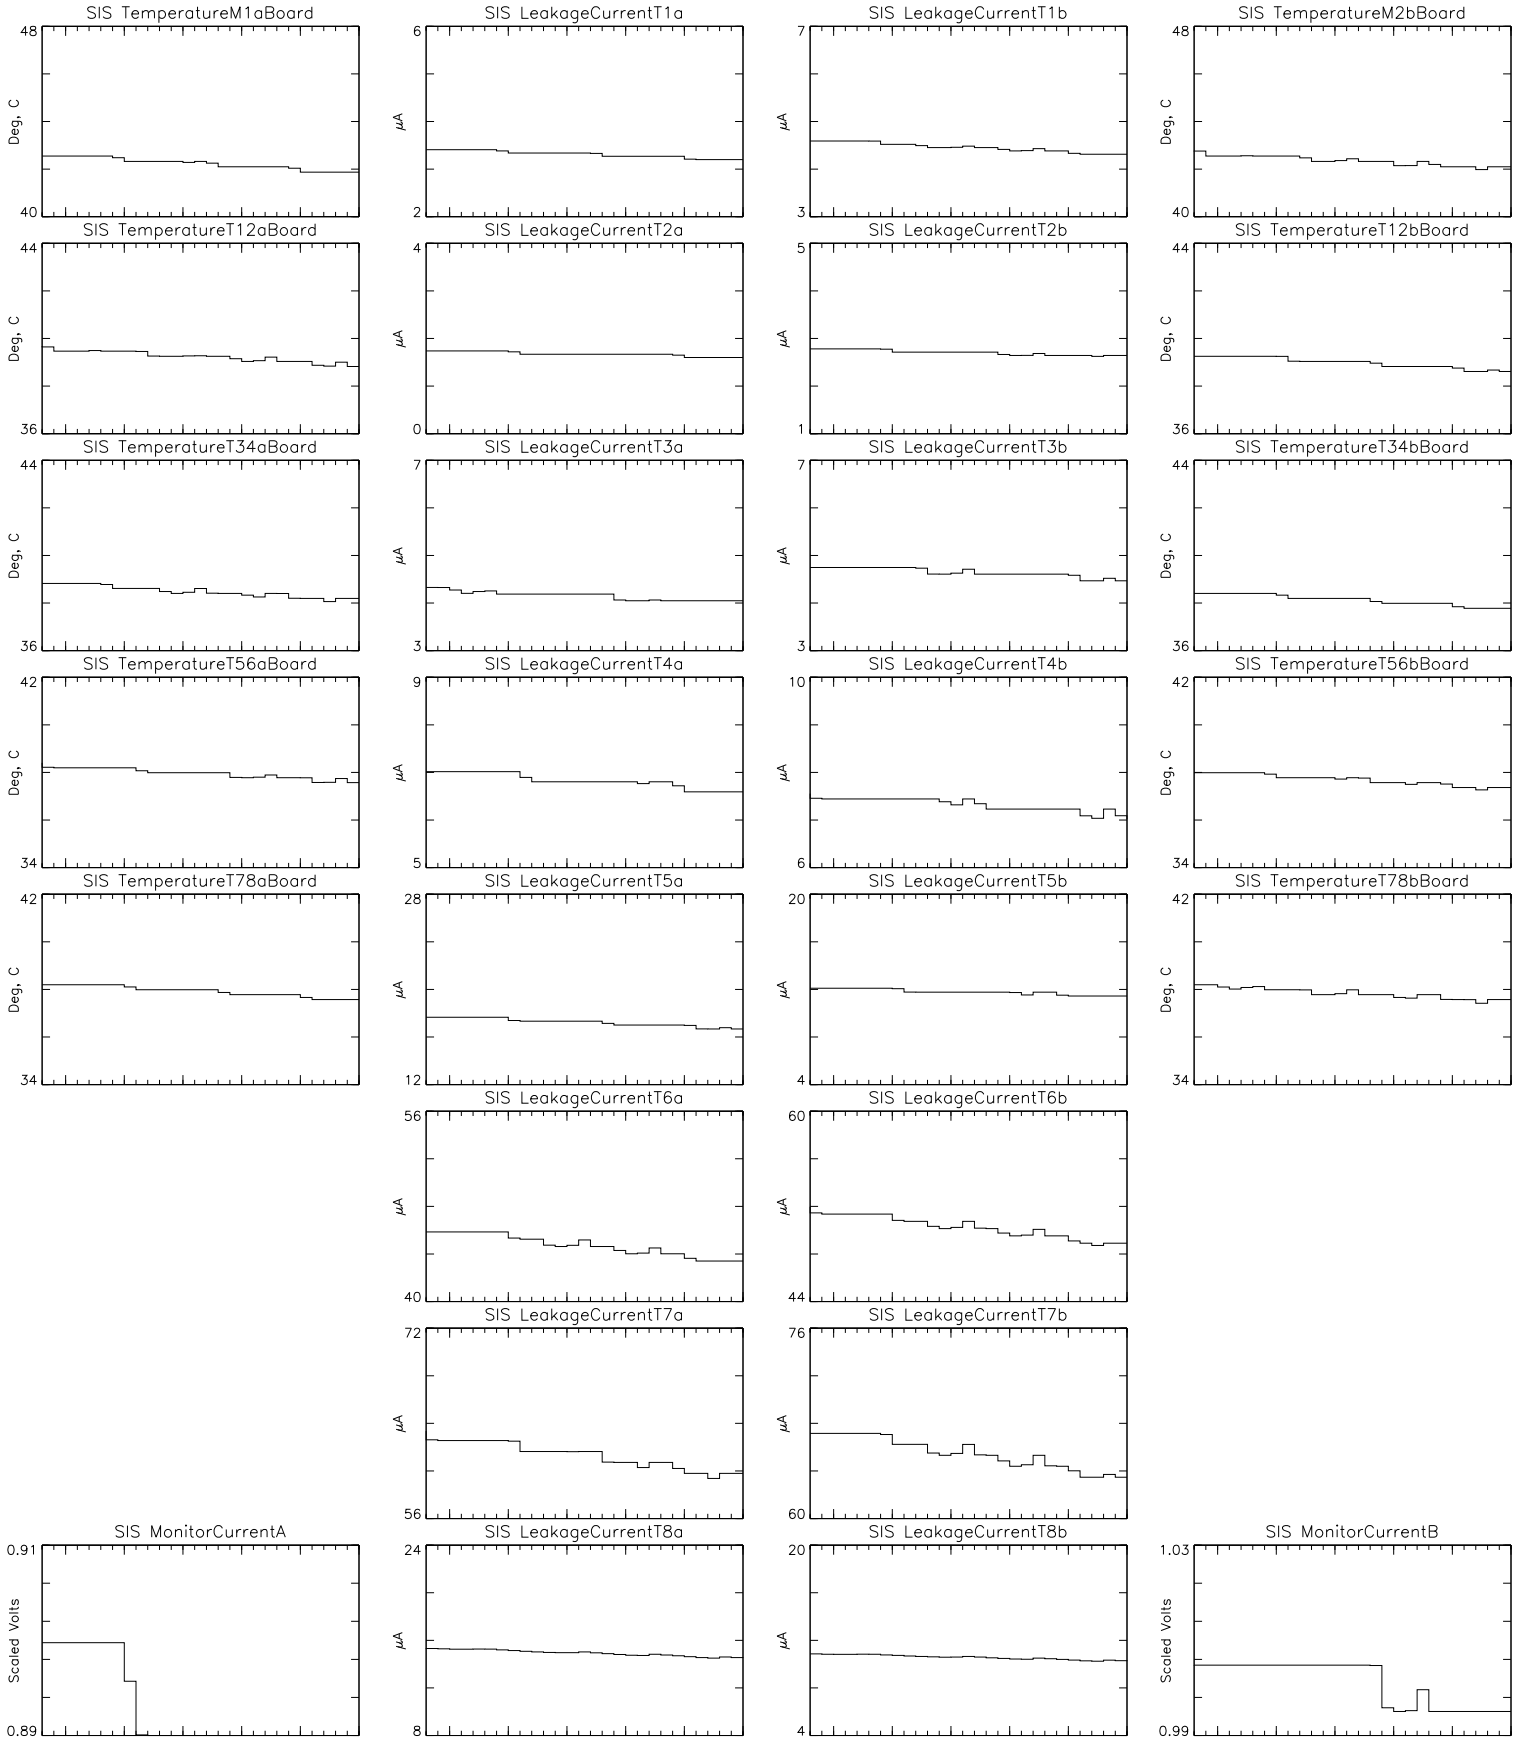 SIS TemperatureM1aBoard
SIS LeakageCurrentT1a
SIS LeakageCurrentT1b
SIS TemperatureM2bBoard
48
6
7
48
Deg, C
μA
μA
Deg, C
40
2
3
40
SIS TemperatureT12aBoard
SIS LeakageCurrentT2a
SIS LeakageCurrentT2b
SIS TemperatureT12bBoard
44
4
5
44
Deg, C
μA
μA
Deg, C
36
0
1
36
SIS TemperatureT34aBoard
SIS LeakageCurrentT3a
SIS LeakageCurrentT3b
SIS TemperatureT34bBoard
44
7
7
44
Deg, C
μA
μA
Deg, C
36
3
3
36
SIS TemperatureT56aBoard
SIS LeakageCurrentT4a
SIS LeakageCurrentT4b
SIS TemperatureT56bBoard
42
9
10
42
Deg, C
μA
μA
Deg, C
34
5
6
34
SIS TemperatureT78aBoard
SIS LeakageCurrentT5a
SIS LeakageCurrentT5b
SIS TemperatureT78bBoard
42
28
20
42
Deg, C
μA
μA
Deg, C
34
12
4
34
SIS LeakageCurrentT6a
SIS LeakageCurrentT6b
56
60
μA
μA
40
44
SIS LeakageCurrentT7a
SIS LeakageCurrentT7b
72
76
μA
μA
56
60
SIS MonitorCurrentA
SIS LeakageCurrentT8a
SIS LeakageCurrentT8b
SIS MonitorCurrentB
0.91
24
20
1.03
Scaled Volts
μA
μA
Scaled Volts
0.89
8
4
0.99